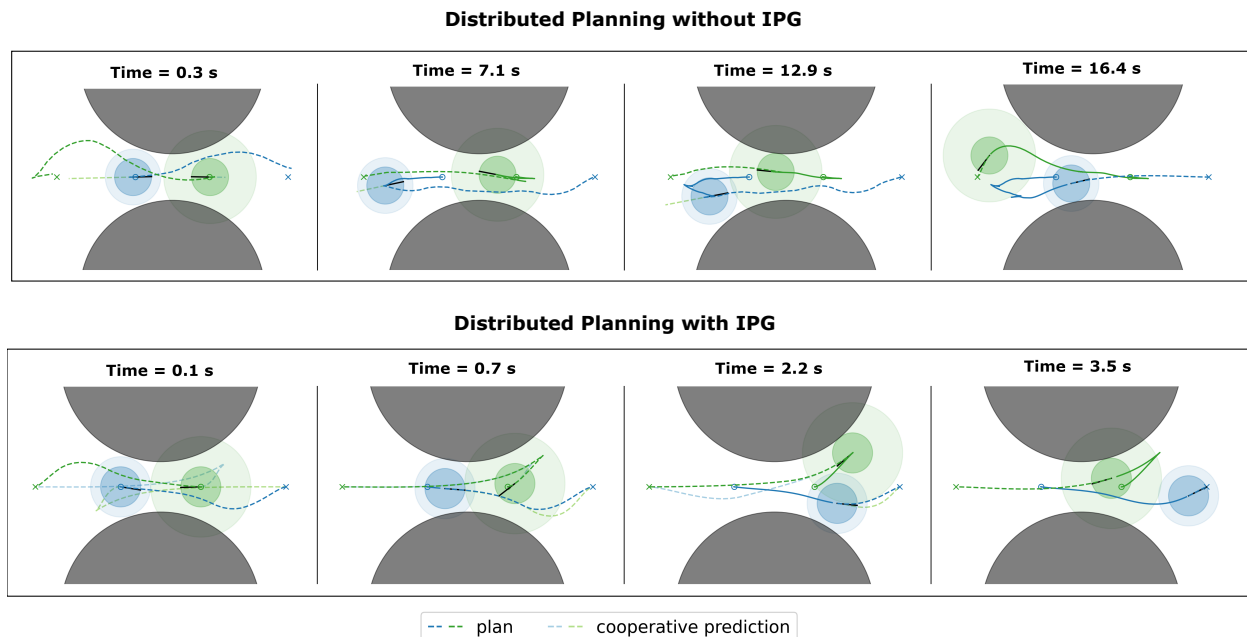 Distributed Planning without IPG
Time = 0.3 s
Time = 7.1 s
Time = 12.9 s
Time = 16.4 s
Distributed Planning with IPG
Time = 0.1 s
Time = 0.7 s
Time = 2.2 s
Time = 3.5 s
plan
cooperative prediction